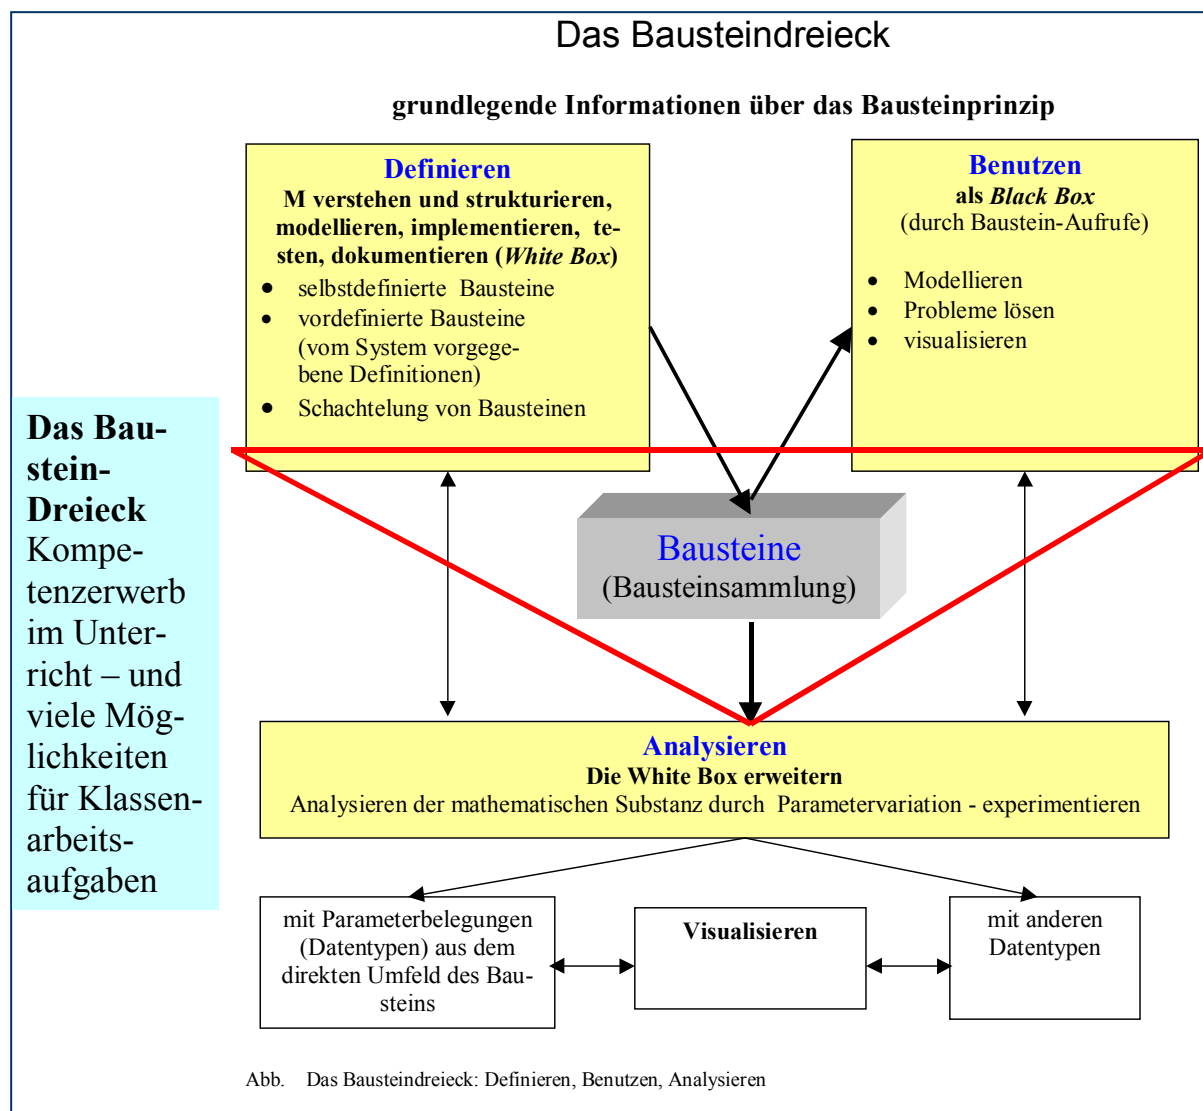 Das Bausteindreieck
grundlegende Informationen über das Bausteinprinzip
Definieren
M verstehen und strukturieren,
modellieren, implementieren, te-
sten, dokumentieren (White Box)
• selbstdefinierte Bausteine
• vordefinierte Bausteine
(vom System vorgege-
bene Definitionen)
• Schachtelung von Bausteinen
Benutzen
als Black Box
(durch Baustein-Aufrufe)
• Modellieren
• Probleme lösen
• visualisieren
Das Bau-
stein-
Dreieck
Kompe-
tenzerwerb
im Unter-
richt – und
viele Mög-
lichkeiten
für Klassen-
arbeits-
aufgaben
Bausteine
(Bausteinsammlung)
Analysieren
Die White Box erweitern
Analysieren der mathematischen Substanz durch Parametervariation - experimentieren
mit Parameterbelegungen
(Datentypen) aus dem
direkten Umfeld des Bau-
steins
Visualisieren
mit anderen
Datentypen
Abb. Das Bausteindreieck: Definieren, Benutzen, Analysieren